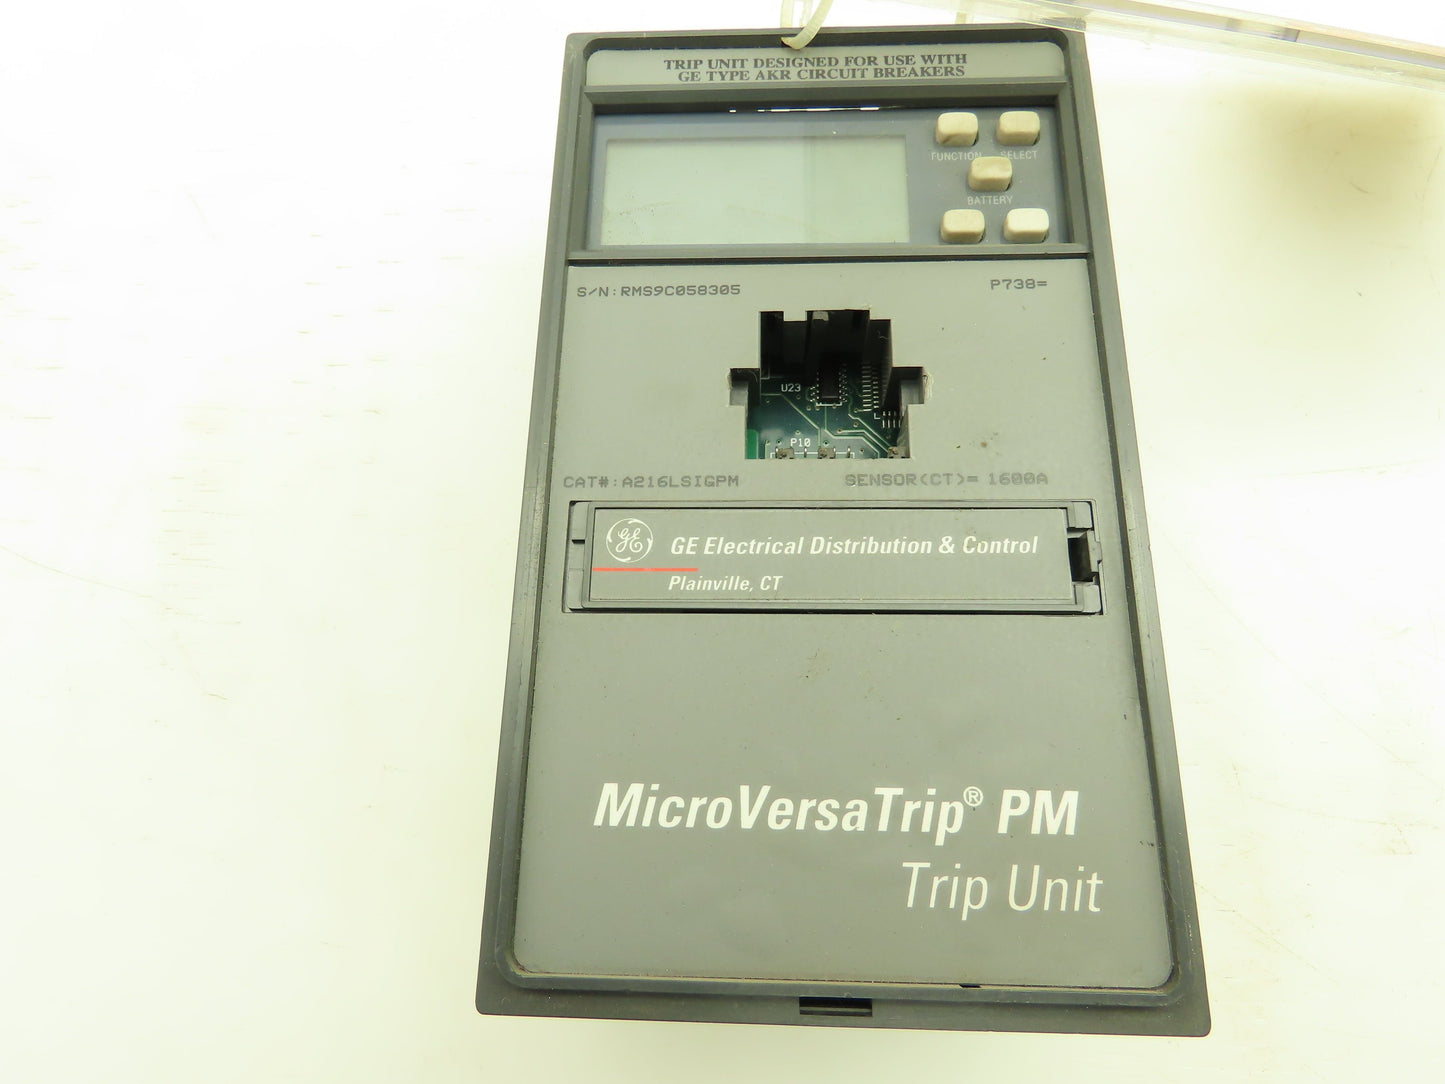 TRIP UNIT DESIGNED FOR USE WITH
GE TYPE AKR CIRCUIT BREAKERS
FUNCTION SELECT
BATTERY
S/N: RMS9C058305 P738=
U23
P10
CAT#: A216LSIGPM SENSOR(CT)= 1600A
GE GE Electrical Distribution & Control
Plainville, CT
MicroVersaTrip® PM
Trip Unit